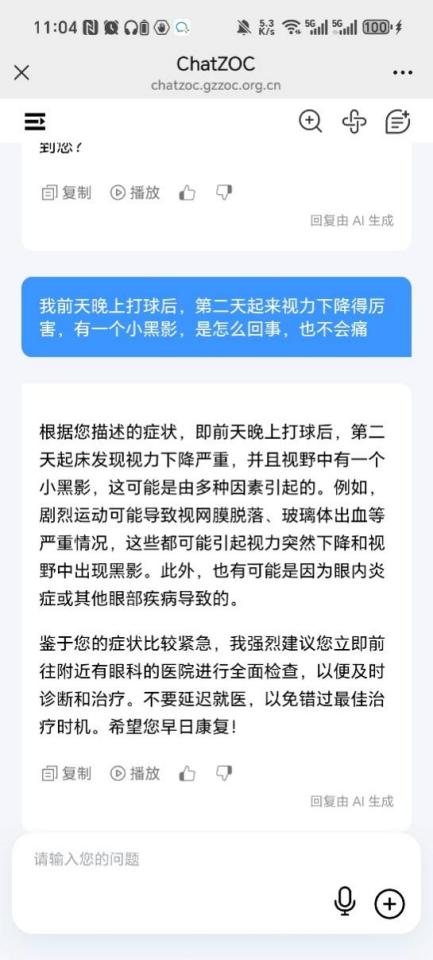 11:04
5.3 K/s 5G 5G 100
ChatZOC
chatzoc.gzzoc.org.cn
到您？
复制 播放
回复由 AI 生成
我前天晚上打球后，第二天起来视力下降得厉
害，有一个小黑影，是怎么回事，也不会痛
根据您描述的症状，即前天晚上打球后，第二
天起床发现视力下降严重，并且视野中有一个
小黑影，这可能是由多种因素引起的。例如，
剧烈运动可能导致视网膜脱落、玻璃体出血等
严重情况，这些都可能引起视力突然下降和视
野中出现黑影。此外，也有可能是因为眼内炎
症或其他眼部疾病导致的。
鉴于您的症状比较紧急，我强烈建议您立即前
往附近有眼科的医院进行全面检查，以便及时
诊断和治疗。不要延迟就医，以免错过最佳治
疗时机。希望您早日康复！
复制 播放
回复由 AI 生成
请输入您的问题